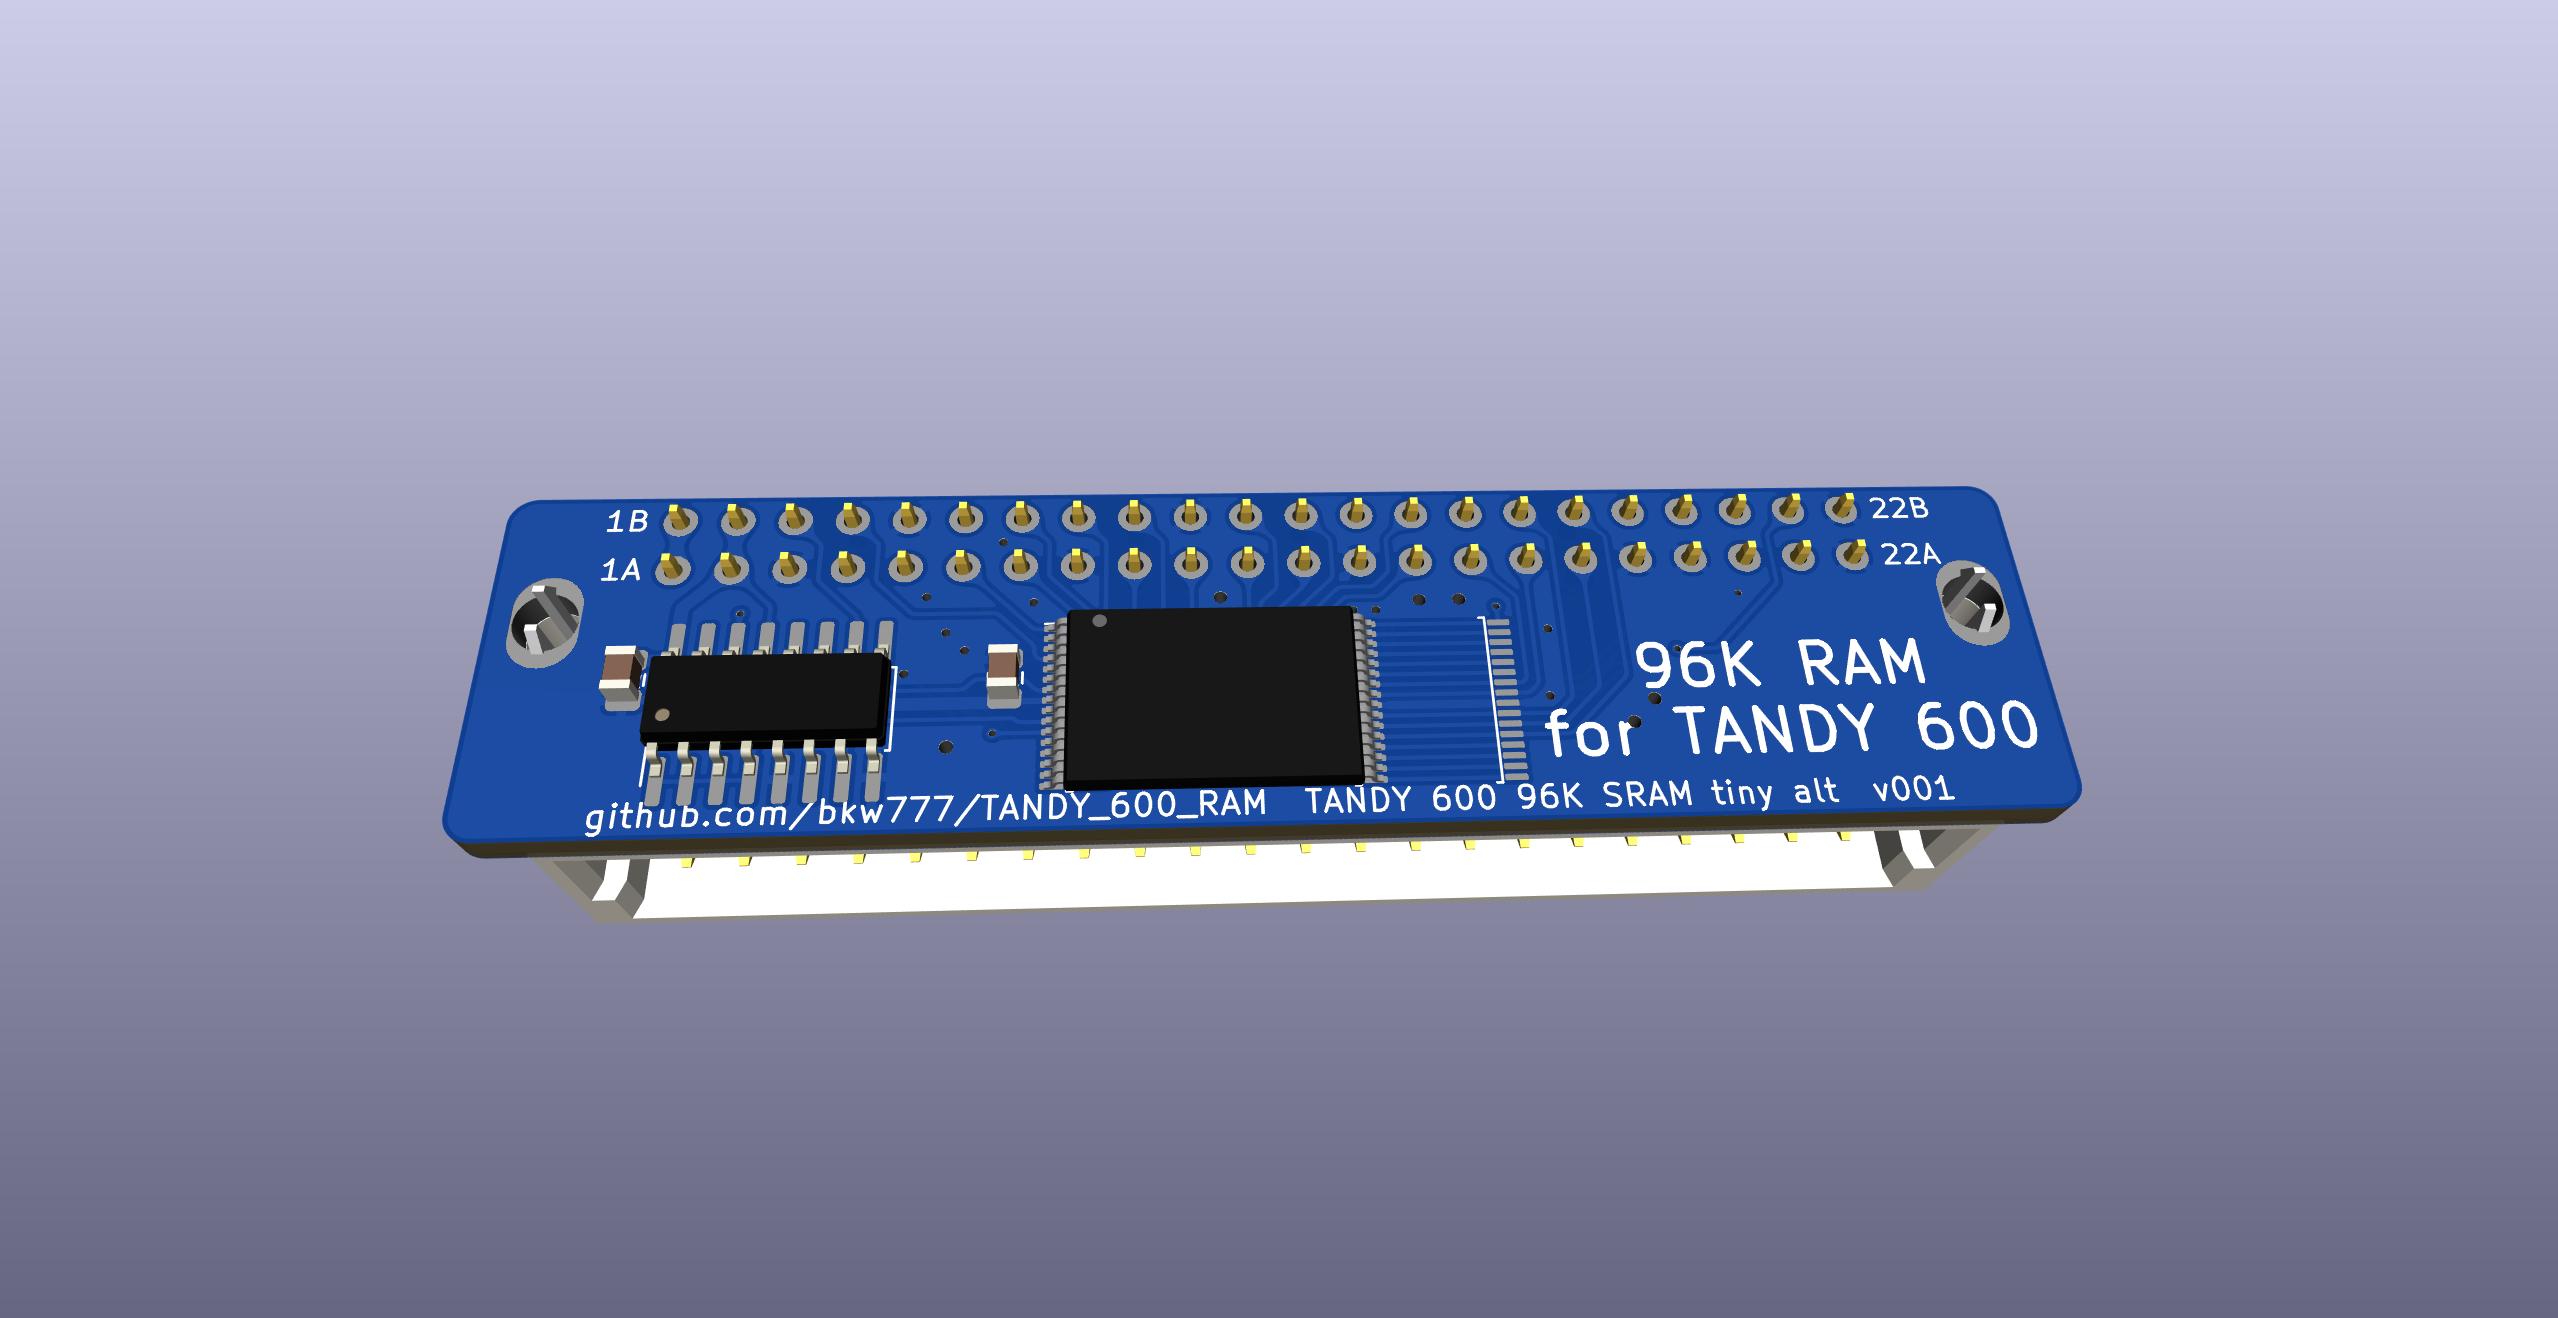 1B 22B
1A 22A
96K RAM
for TANDY 600
github.com/bkw777/TANDY_600_RAM TANDY 600 96K SRAM tiny alt v001